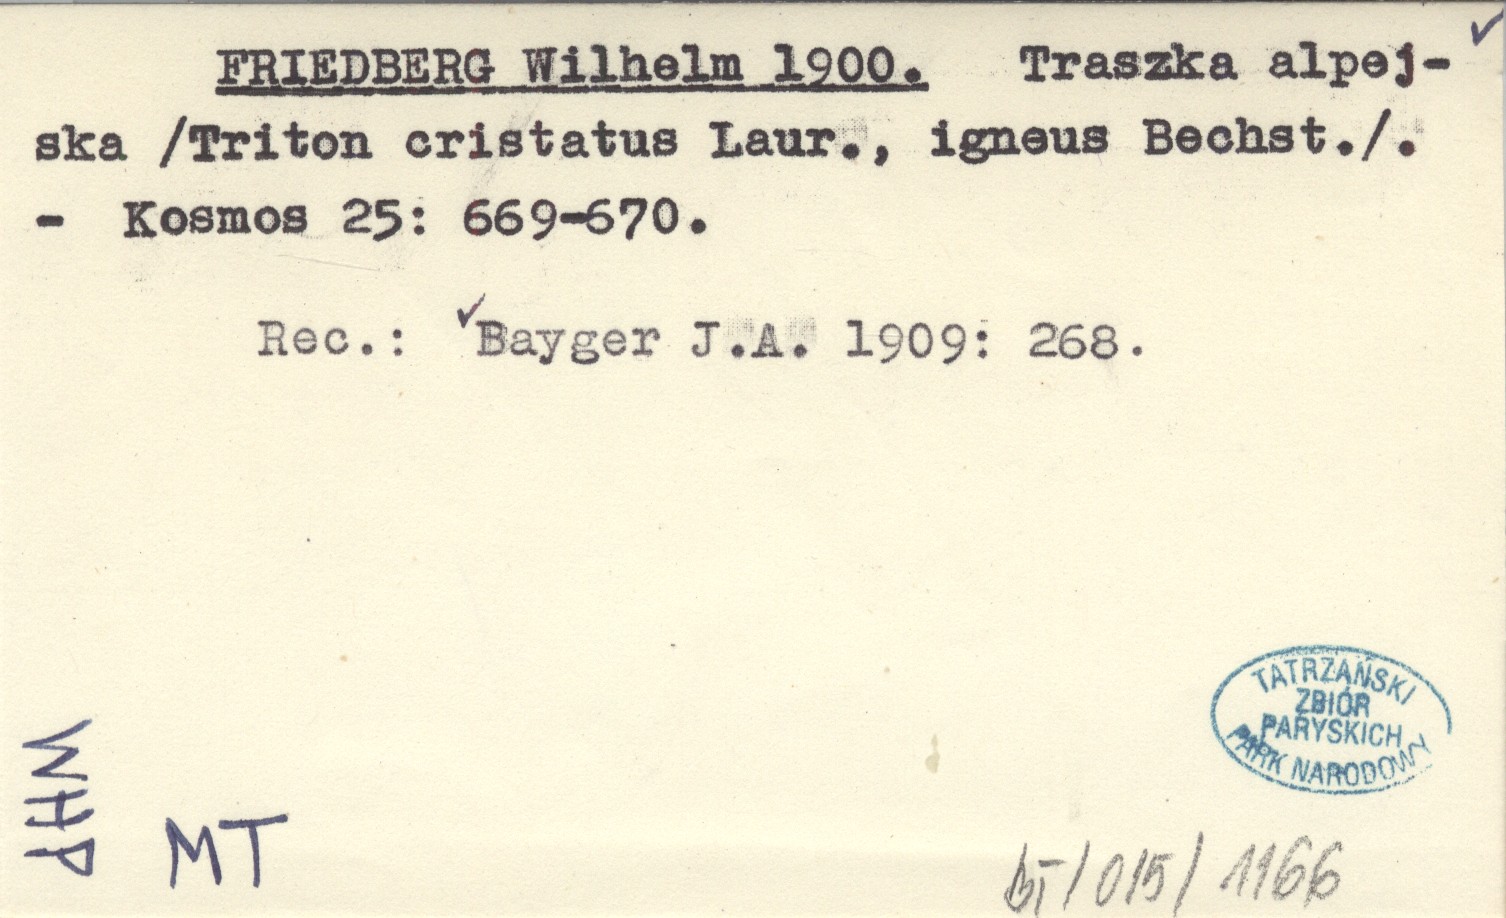 FRIEDBERG Wilhelm 1900. Traszka alpej-
ska /Triton cristatus Laur., igneus Bechst./.
- Kosmos 25: 669-670.
Rec.: Bayger J.A. 1909: 268.
WHP
MT
TATRZAŃSKI
ZBIÓR
PARYSKICH
PARK NARODOWY
BT/015/1166